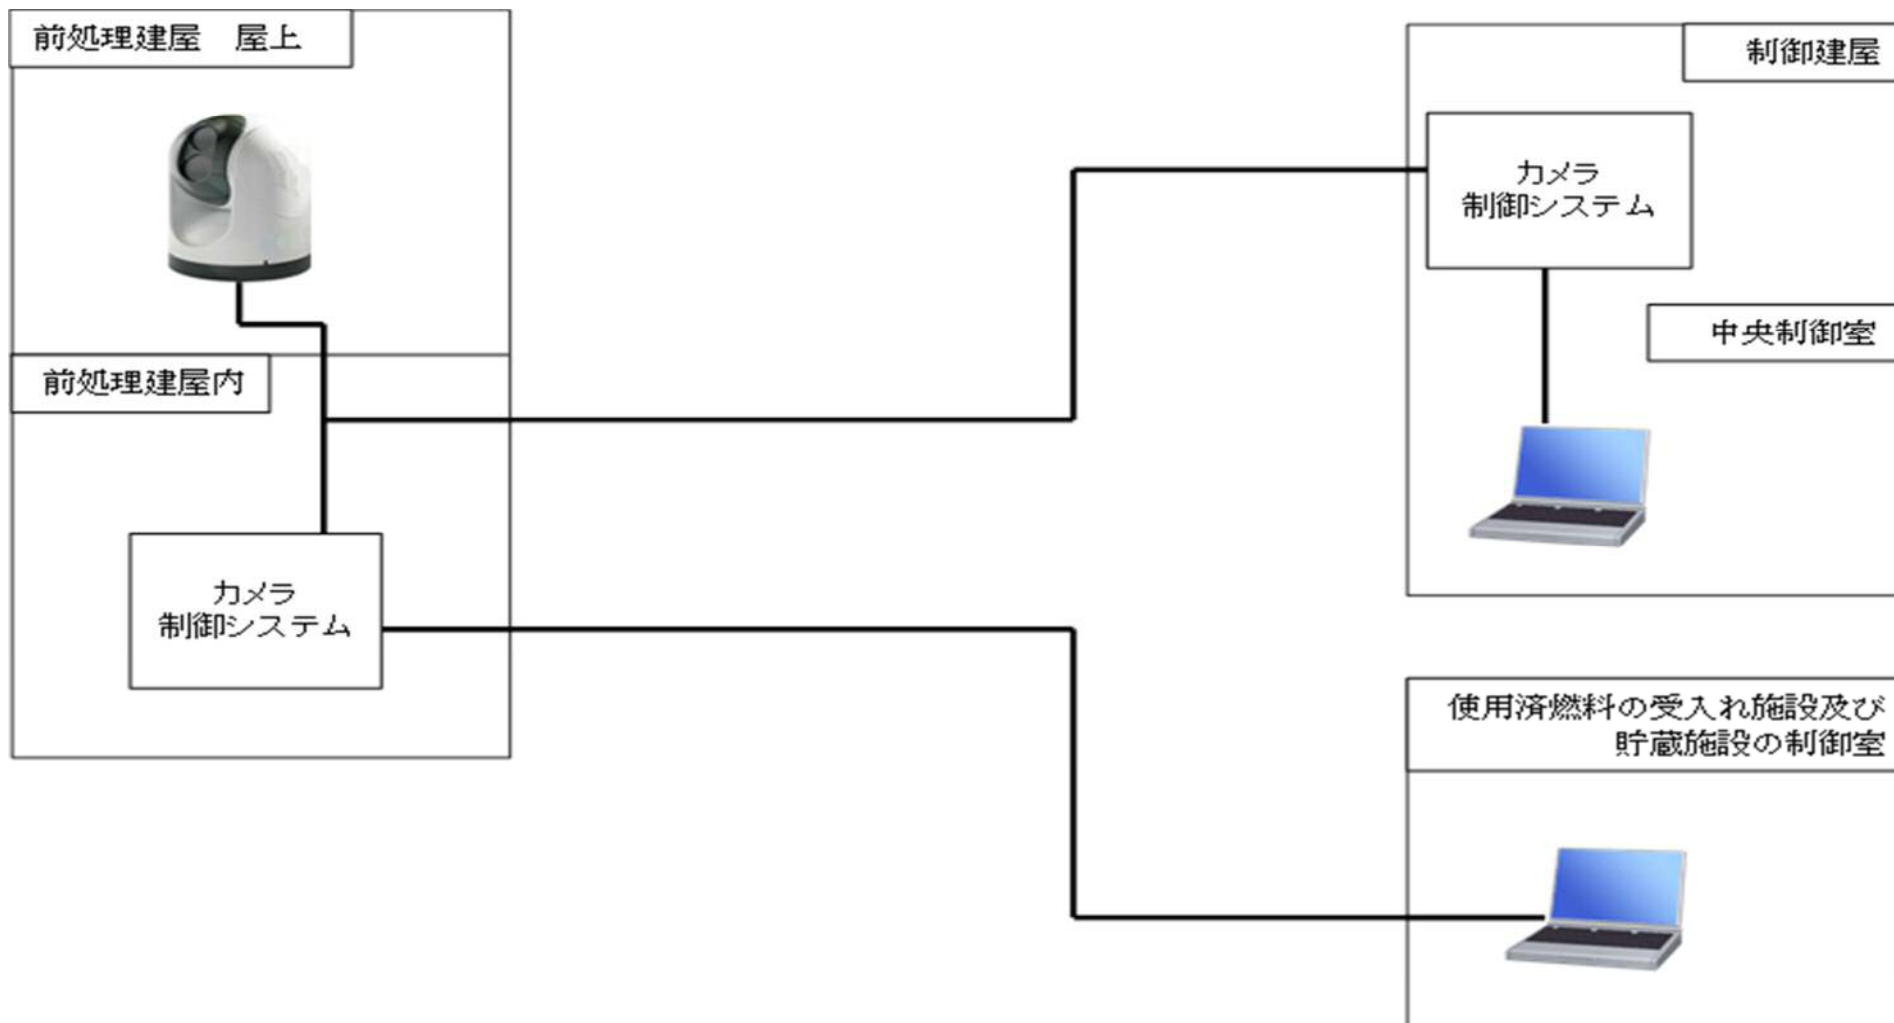 前処理建屋　屋上
前処理建屋内
カメラ
制御システム
制御建屋
カメラ
制御システム
中央制御室
使用済燃料の受入れ施設及び
貯蔵施設の制御室